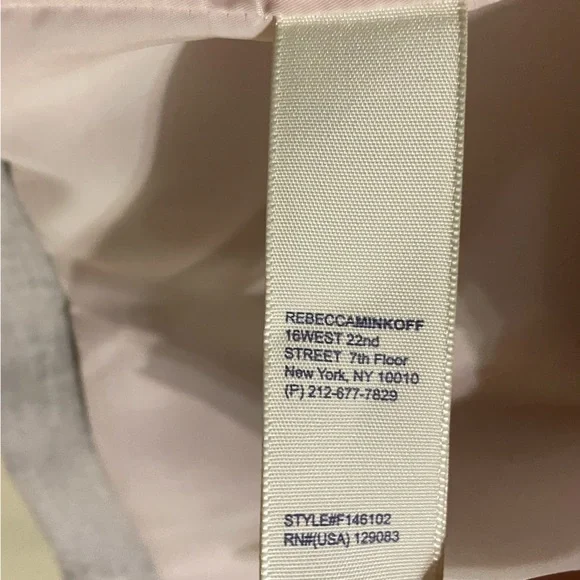 REBECCAMINKOFF
16WEST 22nd
STREET 7th Floor
New York, NY 10010
(P) 212-677-7829
STYLE#F146102
RN#(USA) 129083